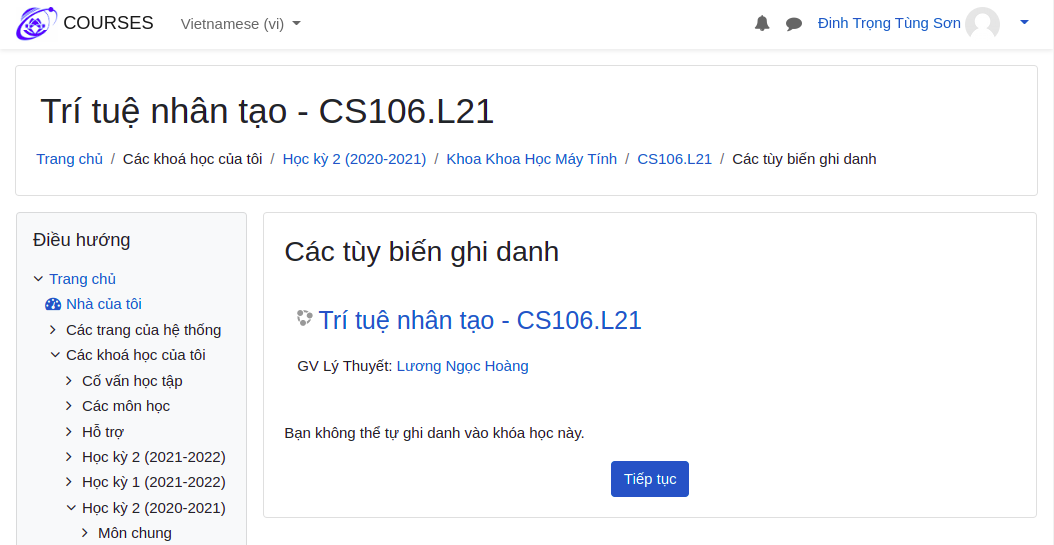 COURSES
Vietnamese (vi)
Đinh Trọng Tùng Sơn
Trí tuệ nhân tạo - CS106.L21
Trang chủ / Các khoá học của tôi / Học kỳ 2 (2020-2021) / Khoa Khoa Học Máy Tính / CS106.L21 / Các tùy biến ghi danh
Điều hướng
Trang chủ
Nhà của tôi
Các trang của hệ thống
Các khoá học của tôi
Cố vấn học tập
Các môn học
Hỗ trợ
Học kỳ 2 (2021-2022)
Học kỳ 1 (2021-2022)
Học kỳ 2 (2020-2021)
Môn chung
Các tùy biến ghi danh
Trí tuệ nhân tạo - CS106.L21
GV Lý Thuyết: Lương Ngọc Hoàng
Bạn không thể tự ghi danh vào khóa học này.
Tiếp tục